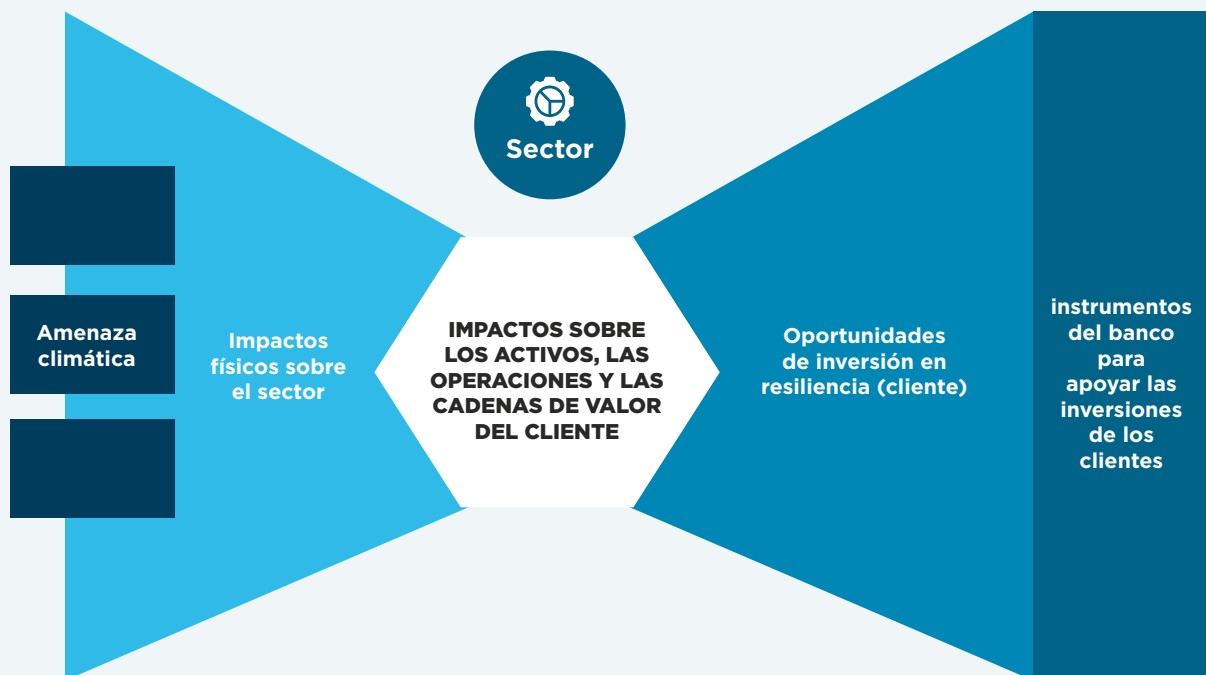 Sector
Amenaza
climática
Impactos
físicos sobre
el sector
IMPACTOS SOBRE
LOS ACTIVOS, LAS
OPERACIONES Y LAS
CADENAS DE VALOR
DEL CLIENTE
Oportunidades
de inversión en
resiliencia (cliente)
instrumentos
del banco
para
apoyar las
inversiones
de los
clientes